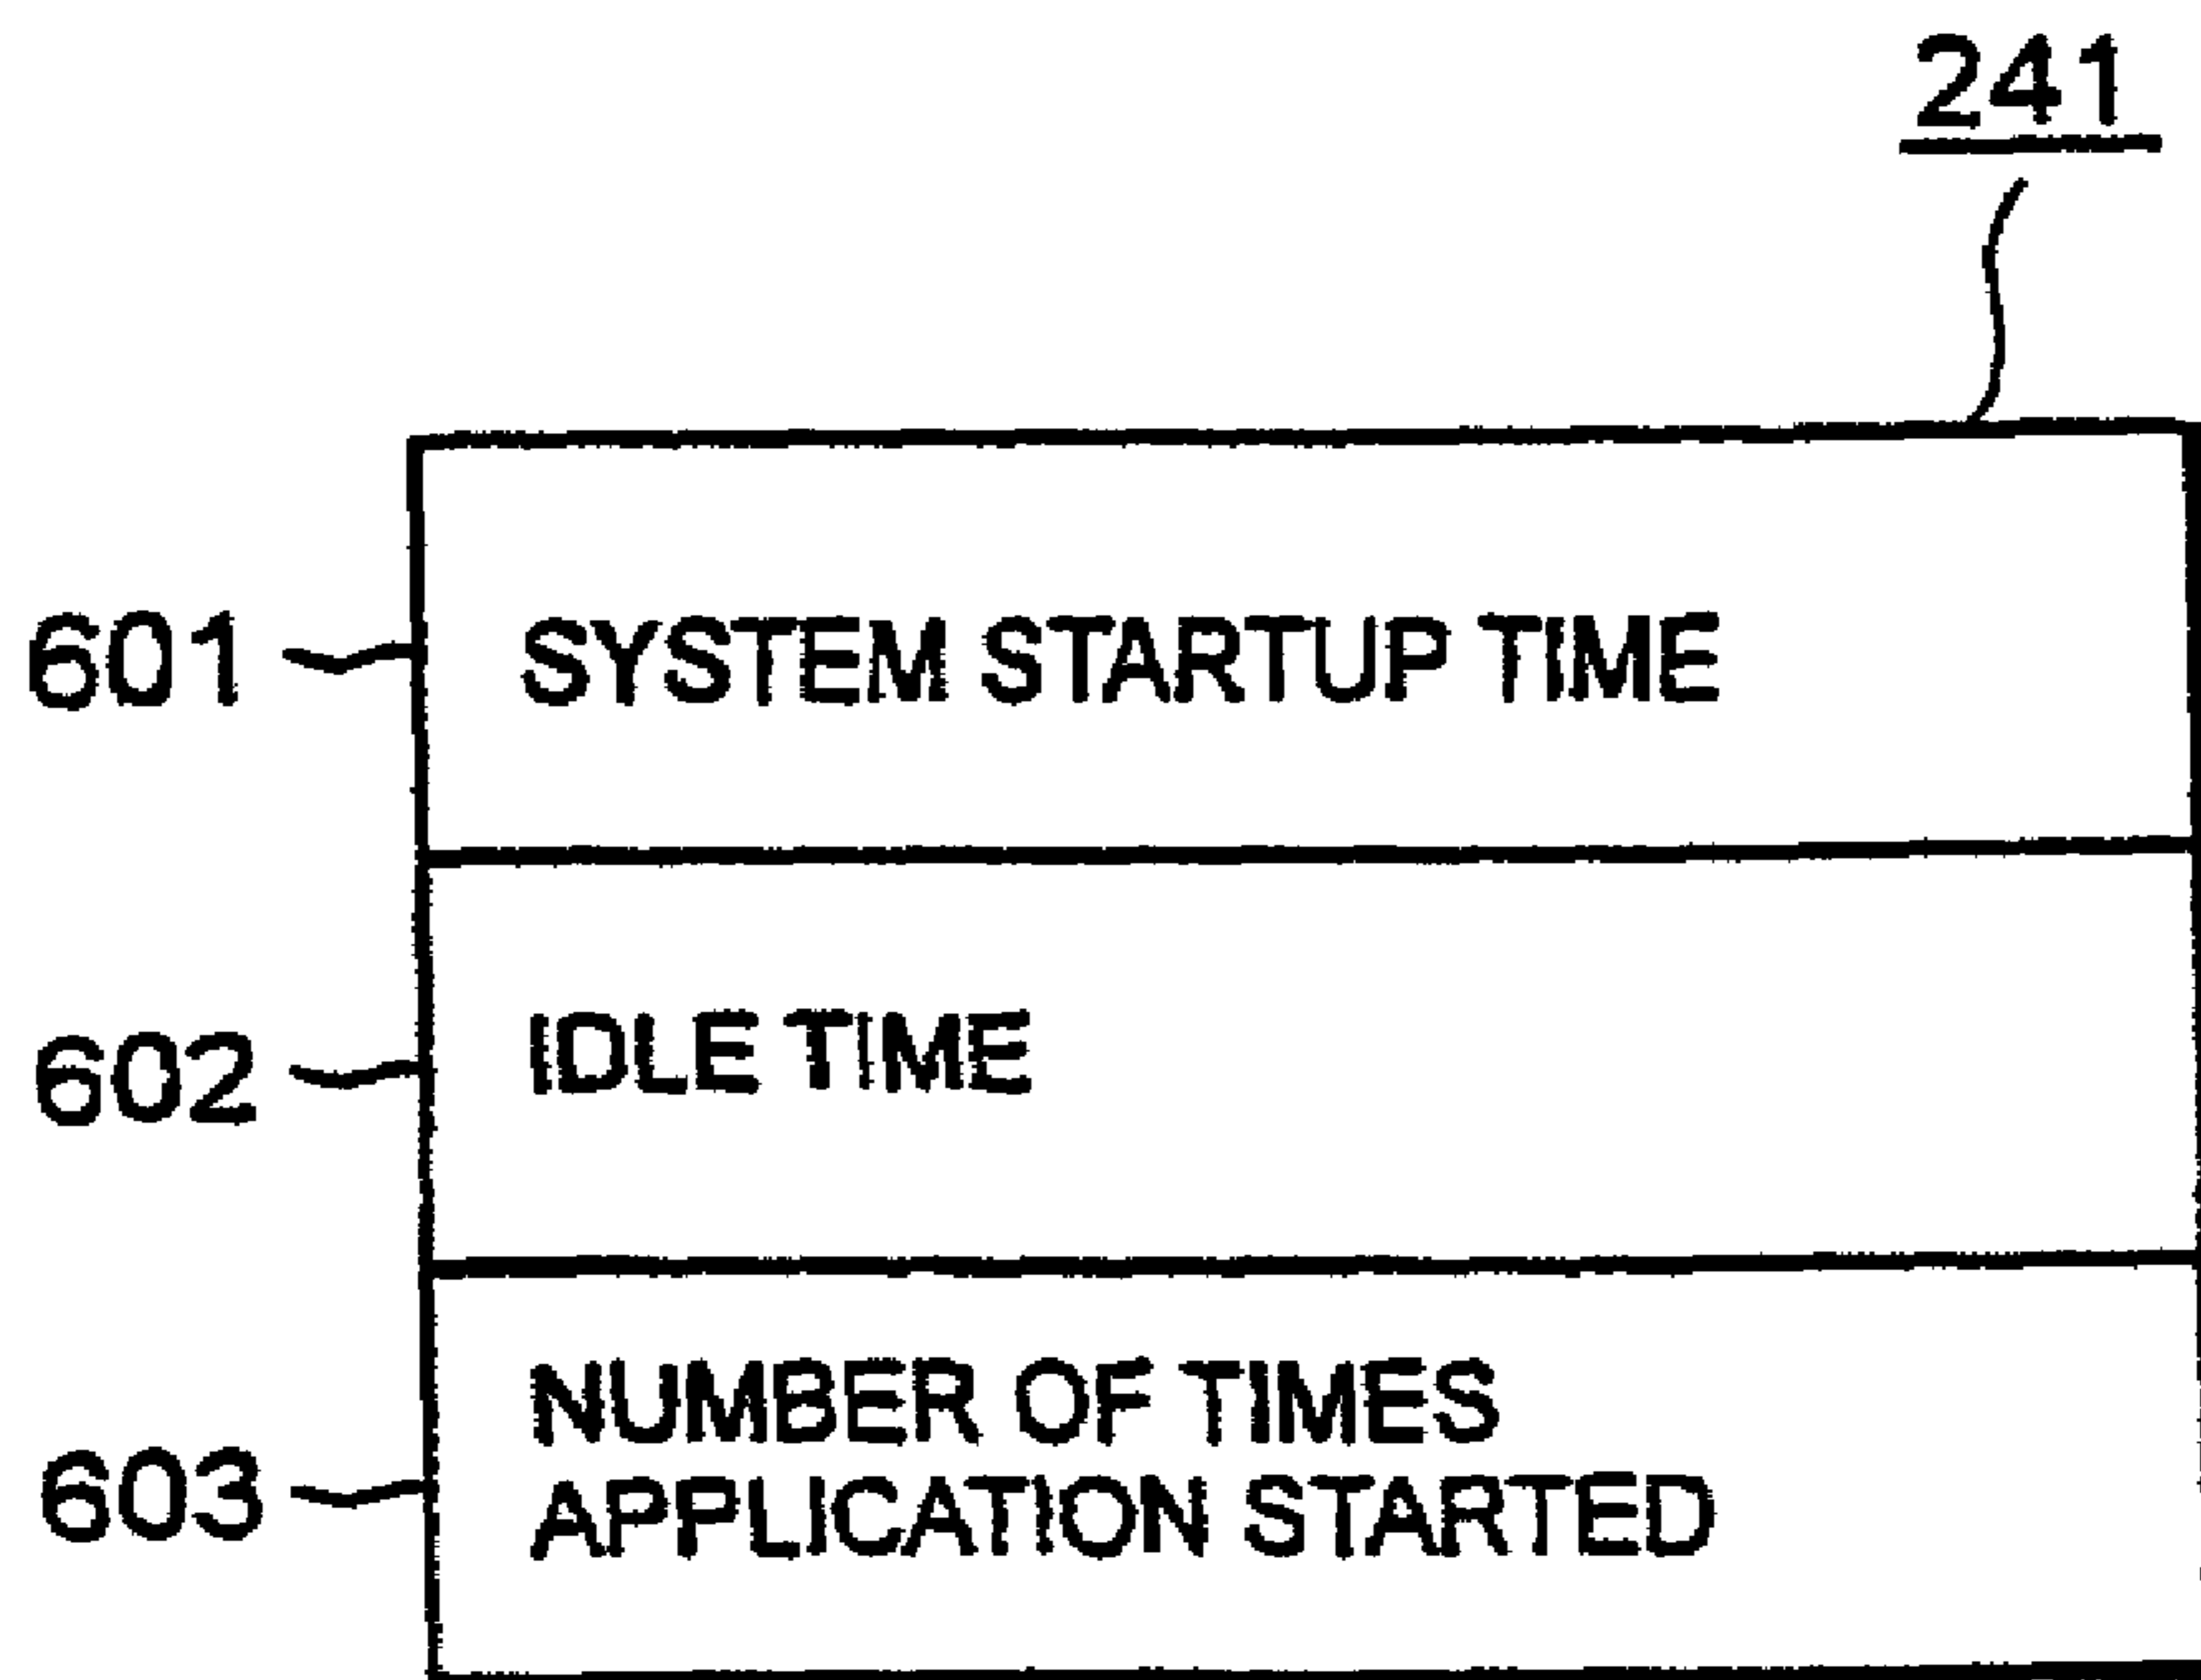 241
601 SYSTEM STARTUP TIME
602 IDLE TIME
NUMBER OF TIMES
603 APPLICATION STARTED